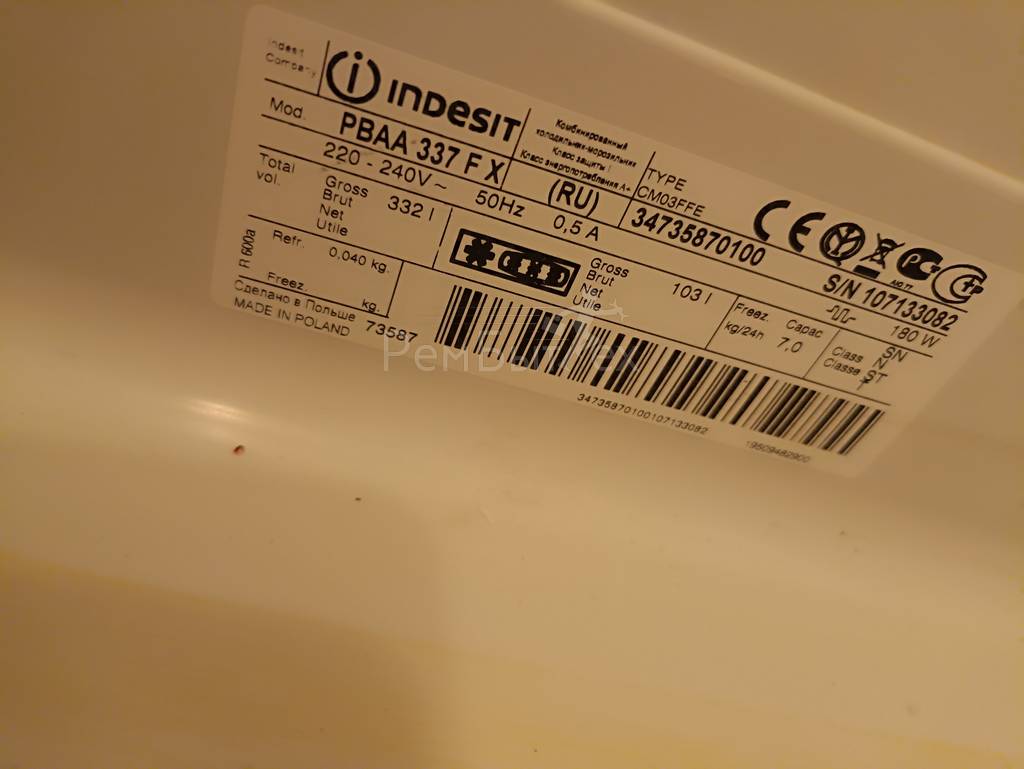 Indesit
Company
INDESIT
Комбинированный
холодильник-морозильник
Класс защиты I
Класс энергопотребления A+
TYPE
CM03FFE
Mod.
PBAA 337 F X
(RU)
34735870100
S/N 107133082
220 - 240V ~
50Hz
0,5 A
180 W
Total
vol.
Gross
Brut
Net
Utile
332 l
Gross
Brut
Net
Utile
103 l
Freez.
kg/24h
Capac
7,0
Class
Classe
SN
N
ST
R 600a
Refr.
0,040 kg.
Freez.
kg.
Сделано в Польше
MADE IN POLAND
73587
34735870100107133082
19509482900
РемБытТех